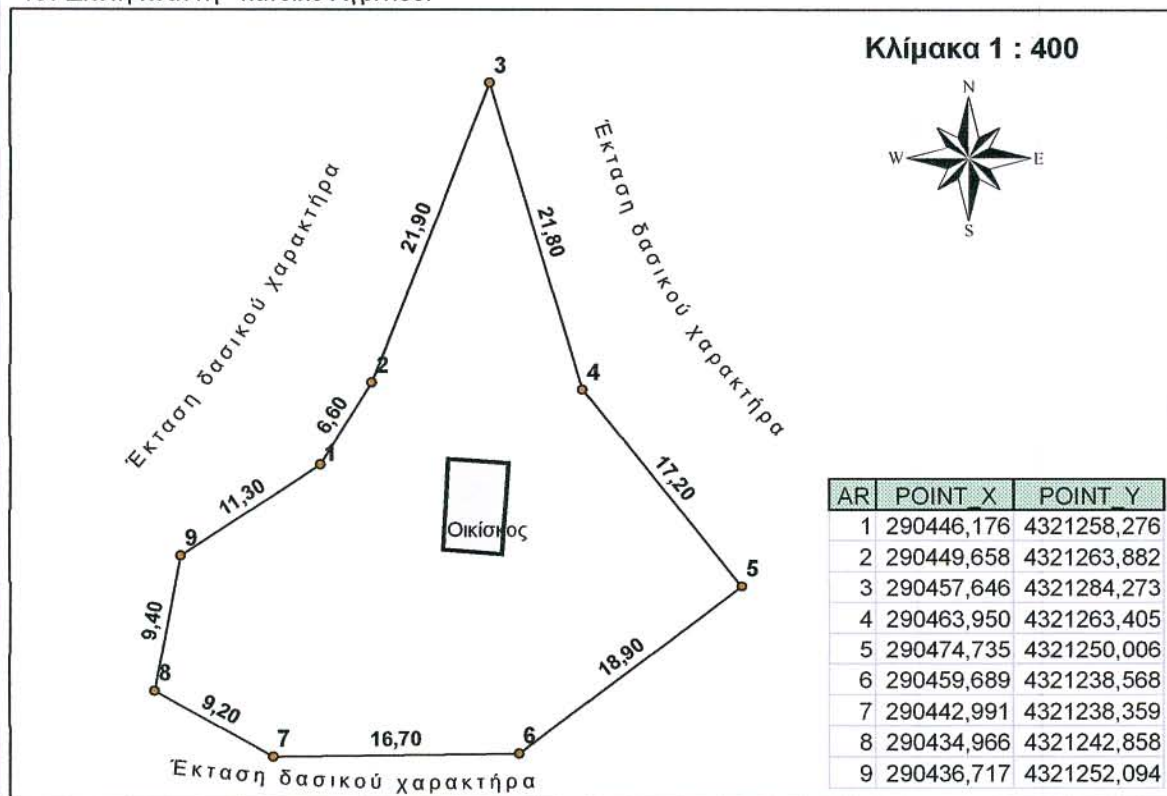 Κλίμακα 1 : 400
N
W
E
S
3
21,90
21,80
Έκταση δασικού χαρακτήρα
Έκταση δασικού χαρακτήρα
2
4
6,60
1
17,20
11,30
Οικίσκος
9
5
9,40
18,90
8
9,20
7
16,70
6
Έκταση δασικού χαρακτήρα
AR POINT_X POINT_Y
1 290446,176 4321258,276
2 290449,658 4321263,882
3 290457,646 4321284,273
4 290463,950 4321263,405
5 290474,735 4321250,006
6 290459,689 4321238,568
7 290442,991 4321238,359
8 290434,966 4321242,858
9 290436,717 4321252,094